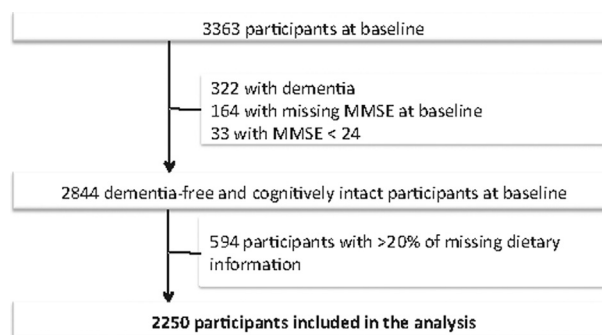 3363 participants at baseline
322 with dementia
164 with missing MMSE at baseline
33 with MMSE < 24
2844 dementia-free and cognitively intact participants at baseline
594 participants with >20% of missing dietary
information
2250 participants included in the analysis